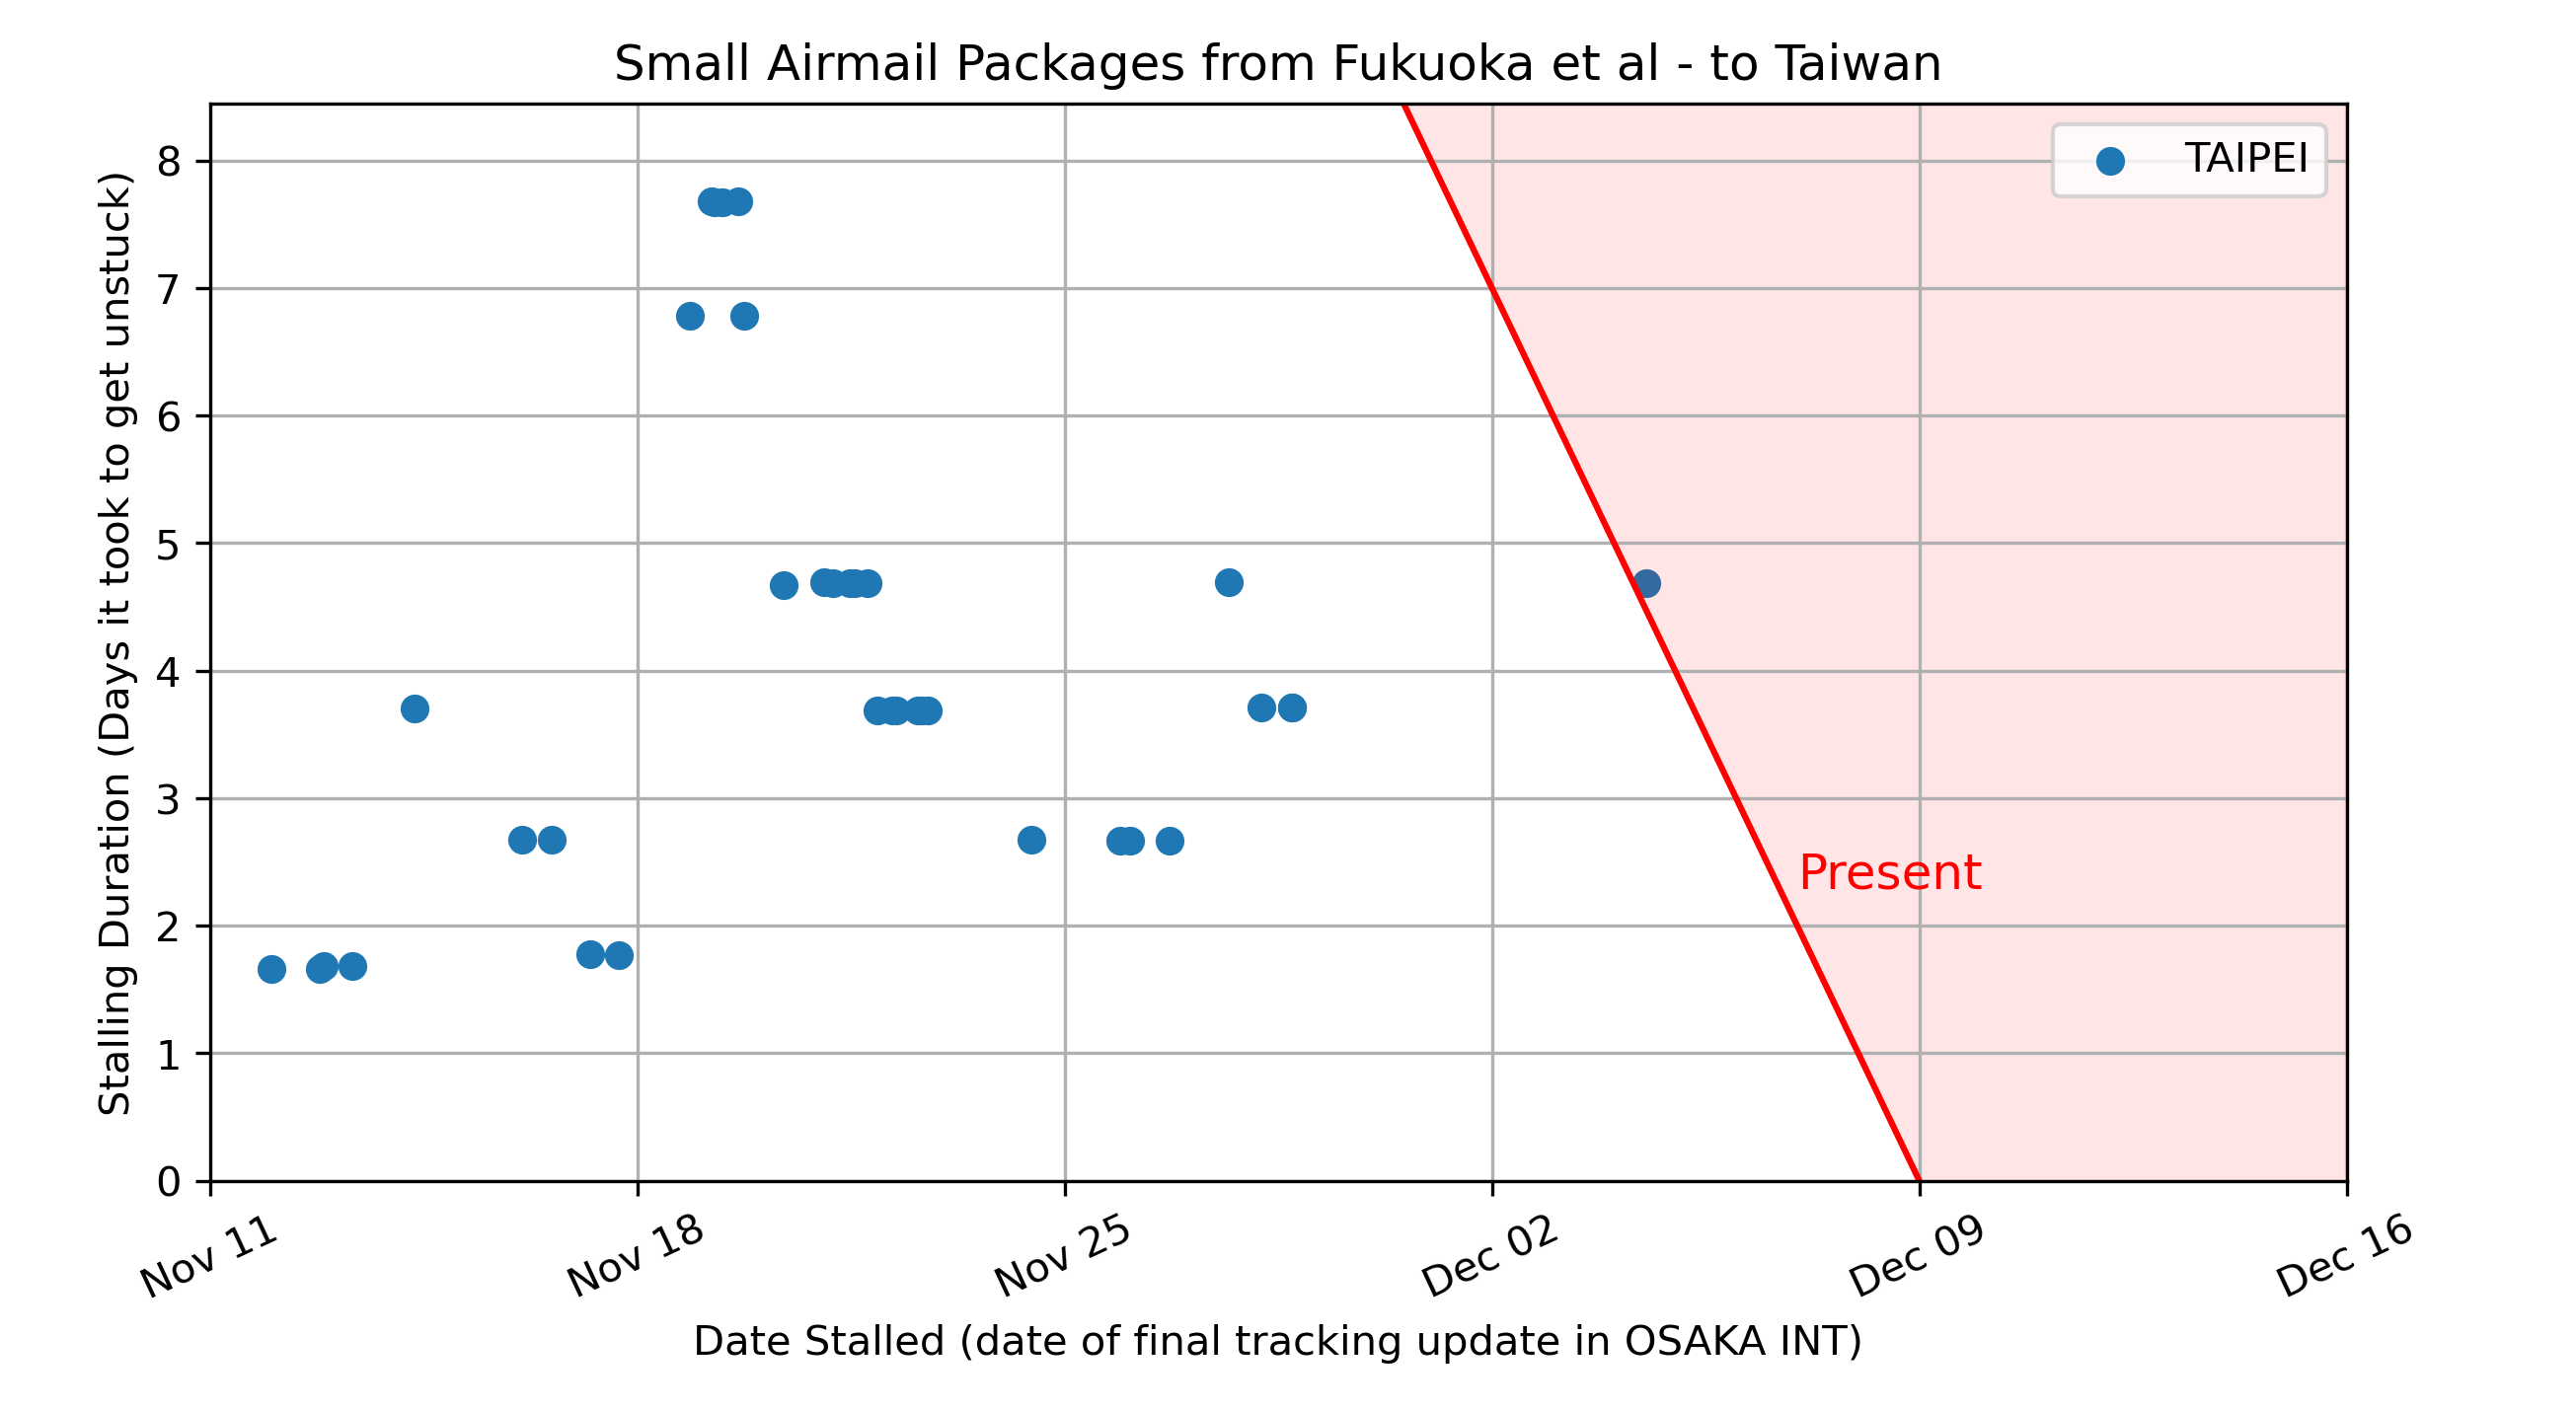 Small Airmail Packages from Fukuoka et al - to Taiwan
TAIPEI
Stalling Duration (Days it took to get unstuck)
8
7
6
5
4
3
2
1
0
Present
Nov 11
Nov 18
Nov 25
Dec 02
Dec 09
Dec 16
Date Stalled (date of final tracking update in OSAKA INT)